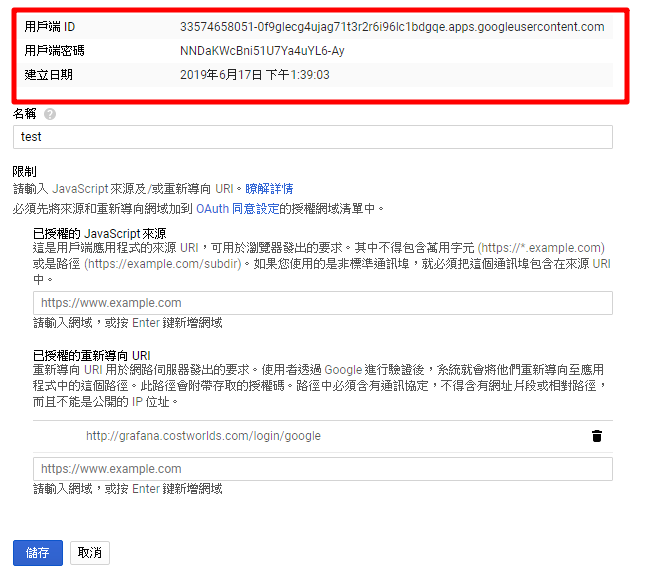 用戶端 ID 33574658051-0f9glecg4ujag71t3r2r6i96lc1bdgqe.apps.googleusercontent.com
用戶端密碼 NNDaKWcBni51U7Ya4uYL6-Ay
建立日期 2019年6月17日 下午1:39:03
名稱 ?
test
限制
請輸入 JavaScript 來源及/或重新導向 URI。瞭解詳情
必須先將來源和重新導向網域加到 OAuth 同意設定的授權網域清單中。
已授權的 JavaScript 來源
這是用戶端應用程式的來源 URI，可用於瀏覽器發出的要求。其中不得包含萬用字元 (https://*.example.com)
或是路徑 (https://example.com/subdir)。如果您使用的是非標準通訊埠，就必須把這個通訊埠包含在來源 URI
中。
https://www.example.com
請輸入網域，或按 Enter 鍵新增網域
已授權的重新導向 URI
重新導向 URI 用於網路伺服器發出的要求。使用者透過 Google 進行驗證後，系統就會將他們重新導向至應用
程式中的這個路徑。此路徑會附帶存取的授權碼。路徑中必須含有通訊協定，不得含有網址片段或相對路徑，
而且不能是公開的 IP 位址。
http://grafana.costworlds.com/login/google
https://www.example.com
請輸入網域，或按 Enter 鍵新增網域
儲存 取消